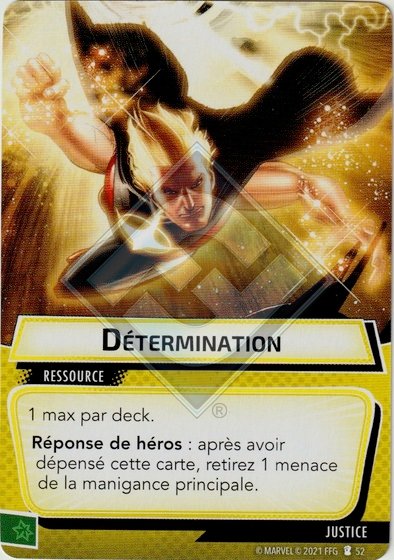 DÉTERMINATION
RESSOURCE
1 max par deck.
®
Réponse de héros : après avoir
dépensé cette carte, retirez 1 menace
de la manigance principale.
JUSTICE
© MARVEL © 2021 FFG 52